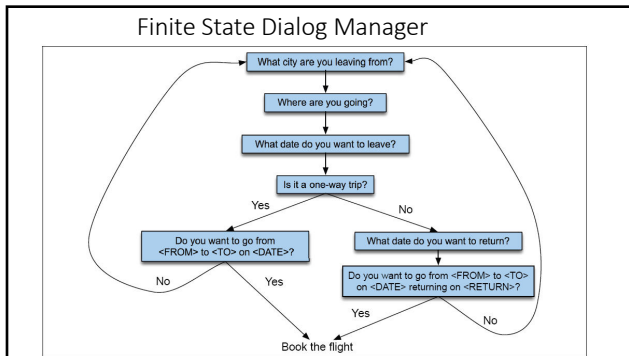 Finite State Dialog Manager
What city are you leaving from?
Where are you going?
What date do you want to leave?
Is it a one-way trip?
Yes
No
Do you want to go from
<FROM> to <TO> on <DATE>?
What date do you want to return?
Do you want to go from <FROM> to <TO>
on <DATE> returning on <RETURN>?
No
Yes
Yes
No
Book the flight